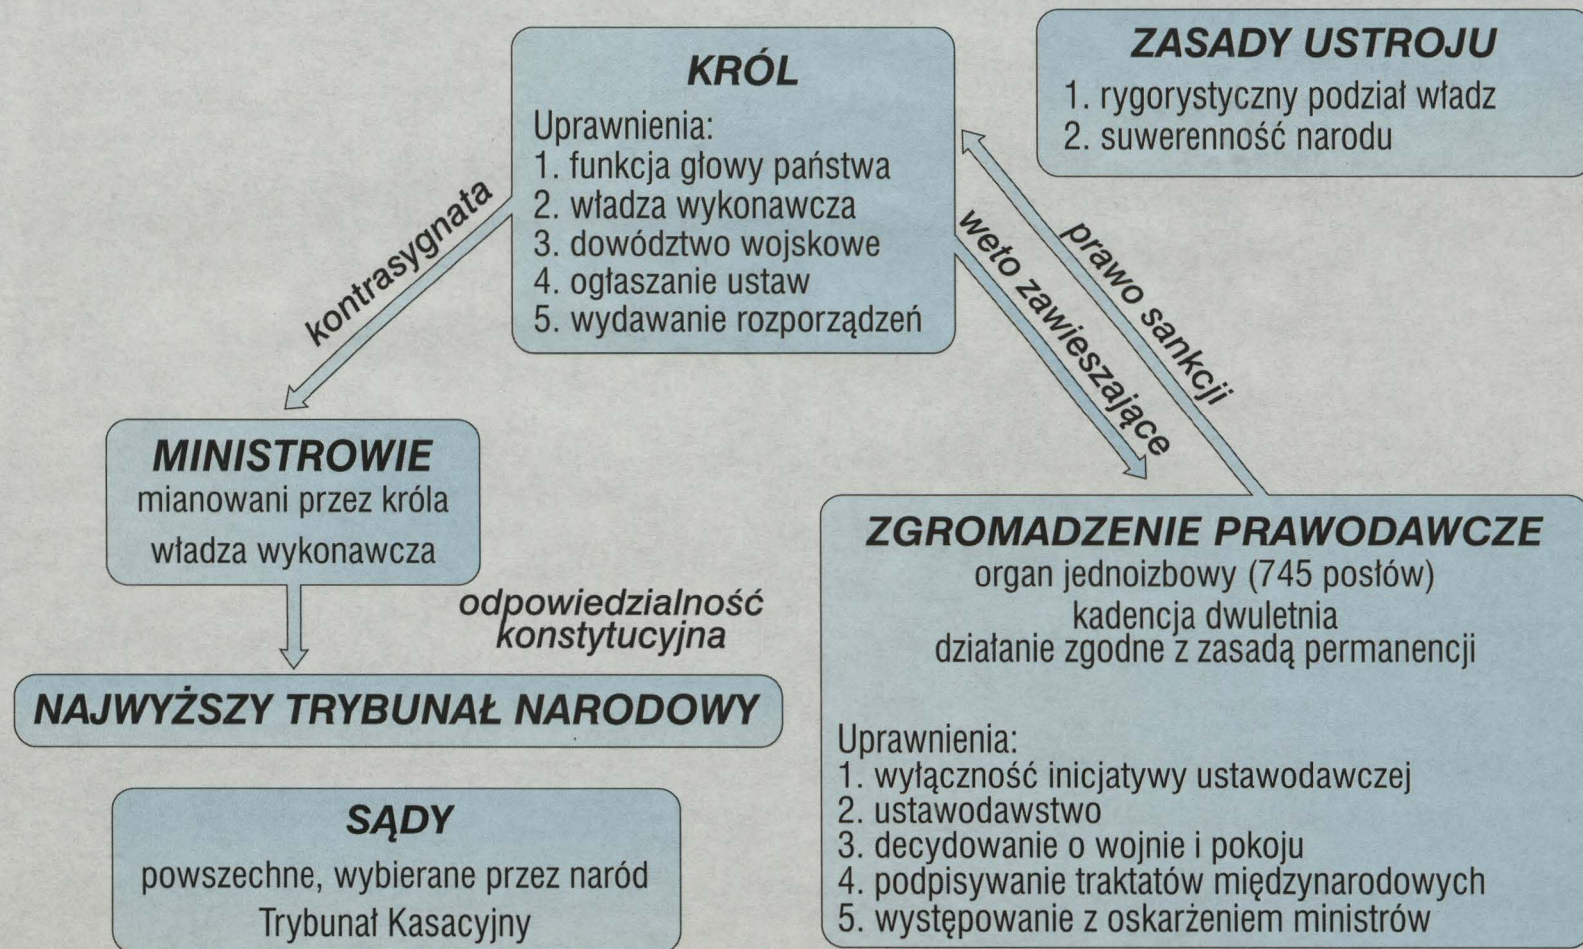 KRÓL
Uprawnienia:
1. funkcja głowy państwa
2. władza wykonawcza
3. dowództwo wojskowe
4. ogłaszanie ustaw
5. wydawanie rozporządzeń
ZASADY USTROJU
1. rygorystyczny podział władz
2. suwerenność narodu
kontrasygnata
weto zawieszające
prawo sankcji
MINISTROWIE
mianowani przez króla
władza wykonawcza
odpowiedzialność
konstytucyjna
NAJWYŻSZY TRYBUNAŁ NARODOWY
SĄDY
powszechne, wybierane przez naród
Trybunał Kasacyjny
ZGROMADZENIE PRAWODAWCZE
organ jednoizbowy (745 posłów)
kadencja dwuletnia
działanie zgodne z zasadą permanencji
Uprawnienia:
1. wyłączność inicjatywy ustawodawczej
2. ustawodawstwo
3. decydowanie o wojnie i pokoju
4. podpisywanie traktatów międzynarodowych
5. występowanie z oskarżeniem ministrów